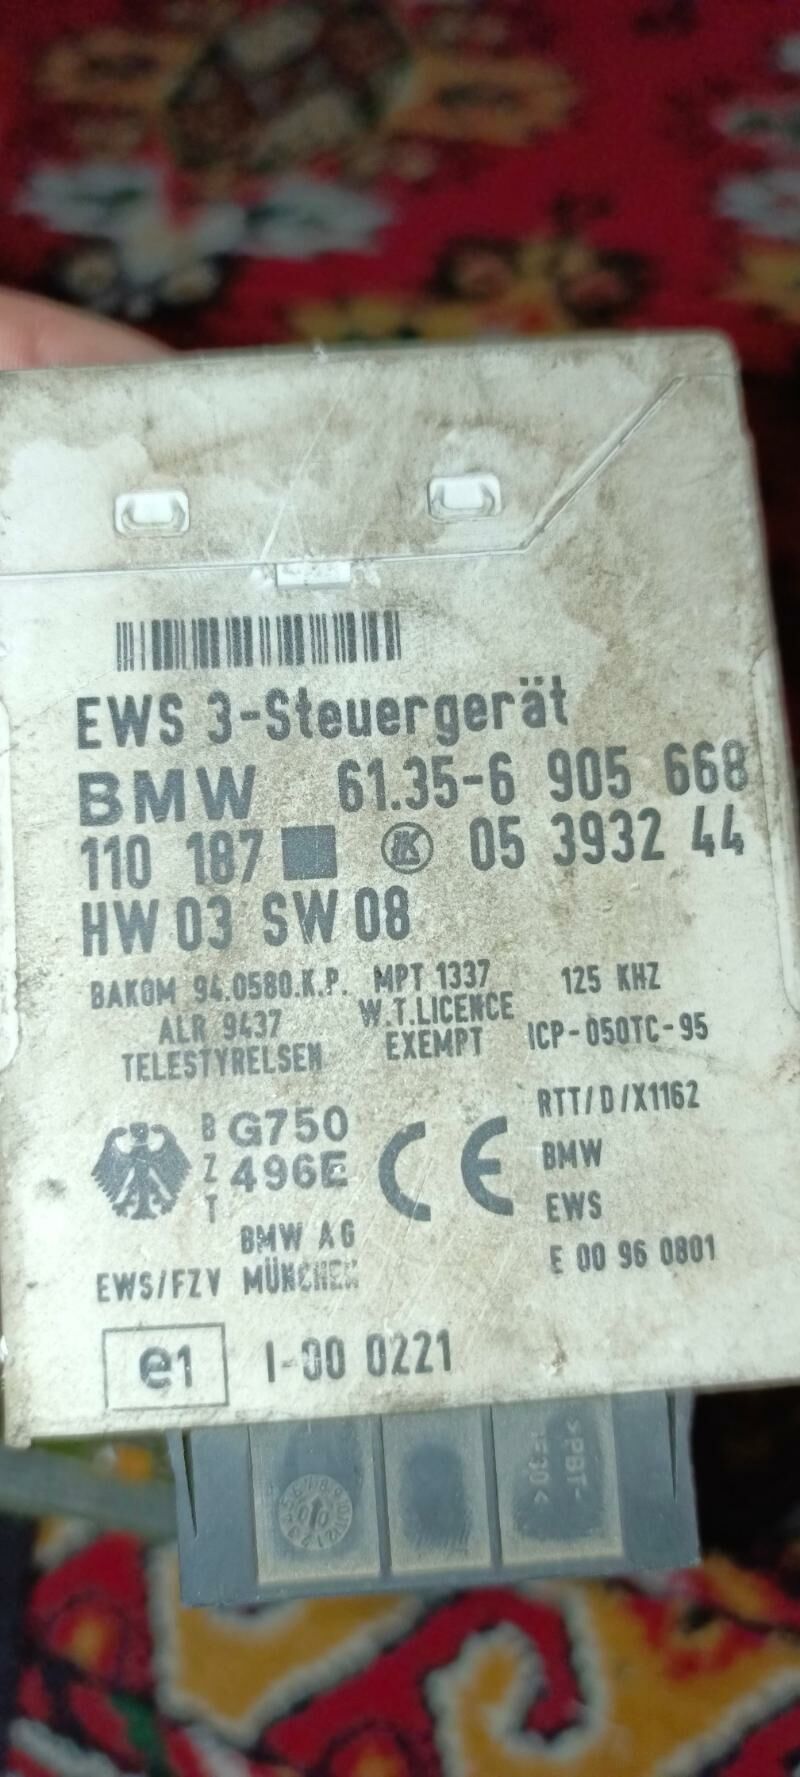 EWS 3-Steuergerät
BMW 61.35-6 905 668
110 187 K 05 3932 44
HW 03 SW 08
BAKOM 94.0580.K.P. MPT 1337 125 KHZ
ALR 9437 W.T.LICENCE
TELESTYRELSEN EXEMPT ICP-050TC-95
RTT/D/X1162
BZT G750 CE
496E BMW
EWS
BMW AG E 00 96 0801
EWS/FZV MÜNCHEN
e1 I-00 0221
>PBT-